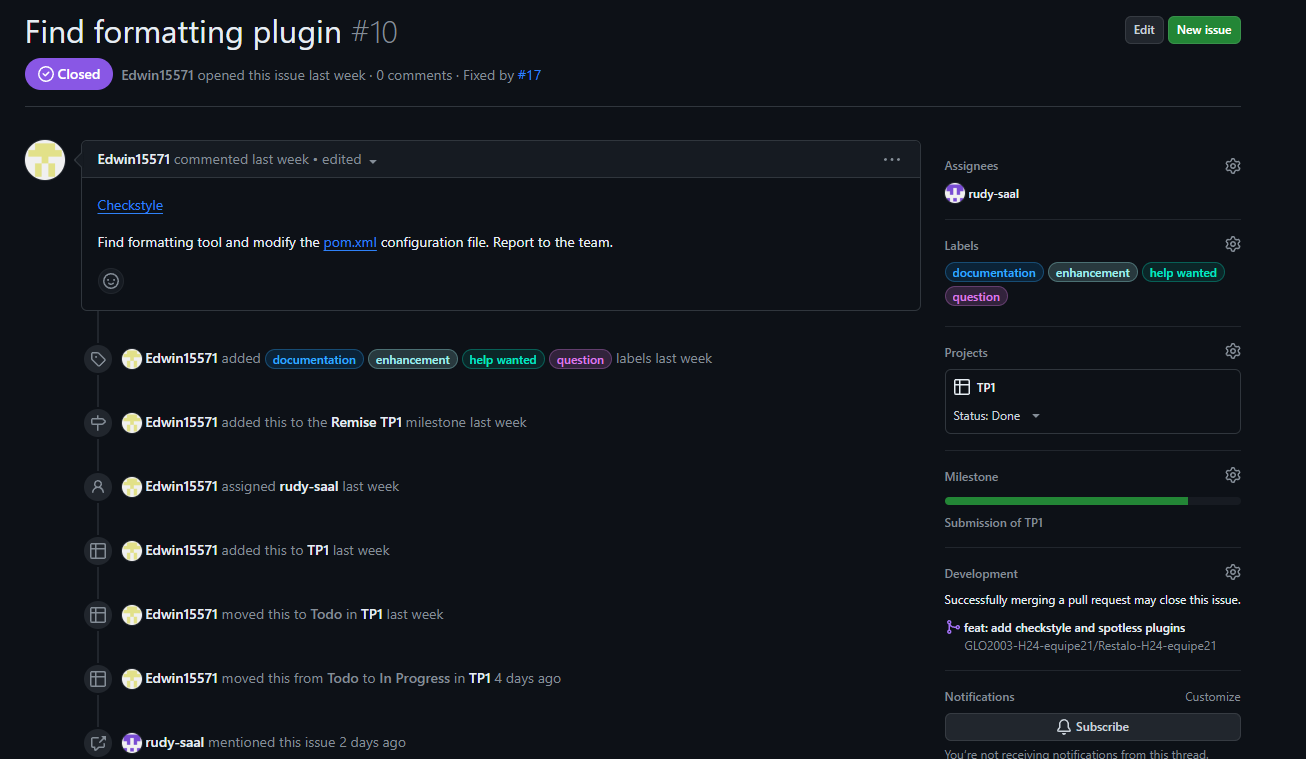 Find formatting plugin #10
Edit
New issue
Closed
Edwin15571 opened this issue last week · 0 comments · Fixed by #17
Edwin15571 commented last week • edited
Checkstyle
Find formatting tool and modify the pom.xml configuration file. Report to the team.
Edwin15571 added documentation enhancement help wanted question labels last week
Edwin15571 added this to the Remise TP1 milestone last week
Edwin15571 assigned rudy-saal last week
Edwin15571 added this to TP1 last week
Edwin15571 moved this to Todo in TP1 last week
Edwin15571 moved this from Todo to In Progress in TP1 4 days ago
rudy-saal mentioned this issue 2 days ago
Assignees
rudy-saal
Labels
documentation enhancement help wanted
question
Projects
TP1
Status: Done
Milestone
Submission of TP1
Development
Successfully merging a pull request may close this issue.
feat: add checkstyle and spotless plugins
GLO2003-H24-equipe21/Restalo-H24-equipe21
Notifications
Customize
Subscribe
You're not receiving notifications from this thread.